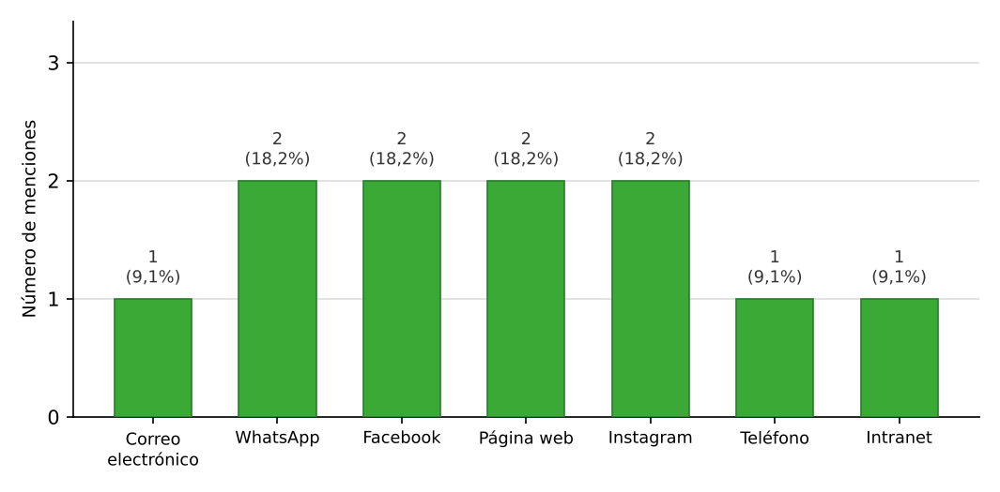 Número de menciones
3
2
1
0
1
(9,1%)
2
(18,2%)
2
(18,2%)
2
(18,2%)
2
(18,2%)
1
(9,1%)
1
(9,1%)
Correo
electrónico
WhatsApp
Facebook
Página web
Instagram
Teléfono
Intranet